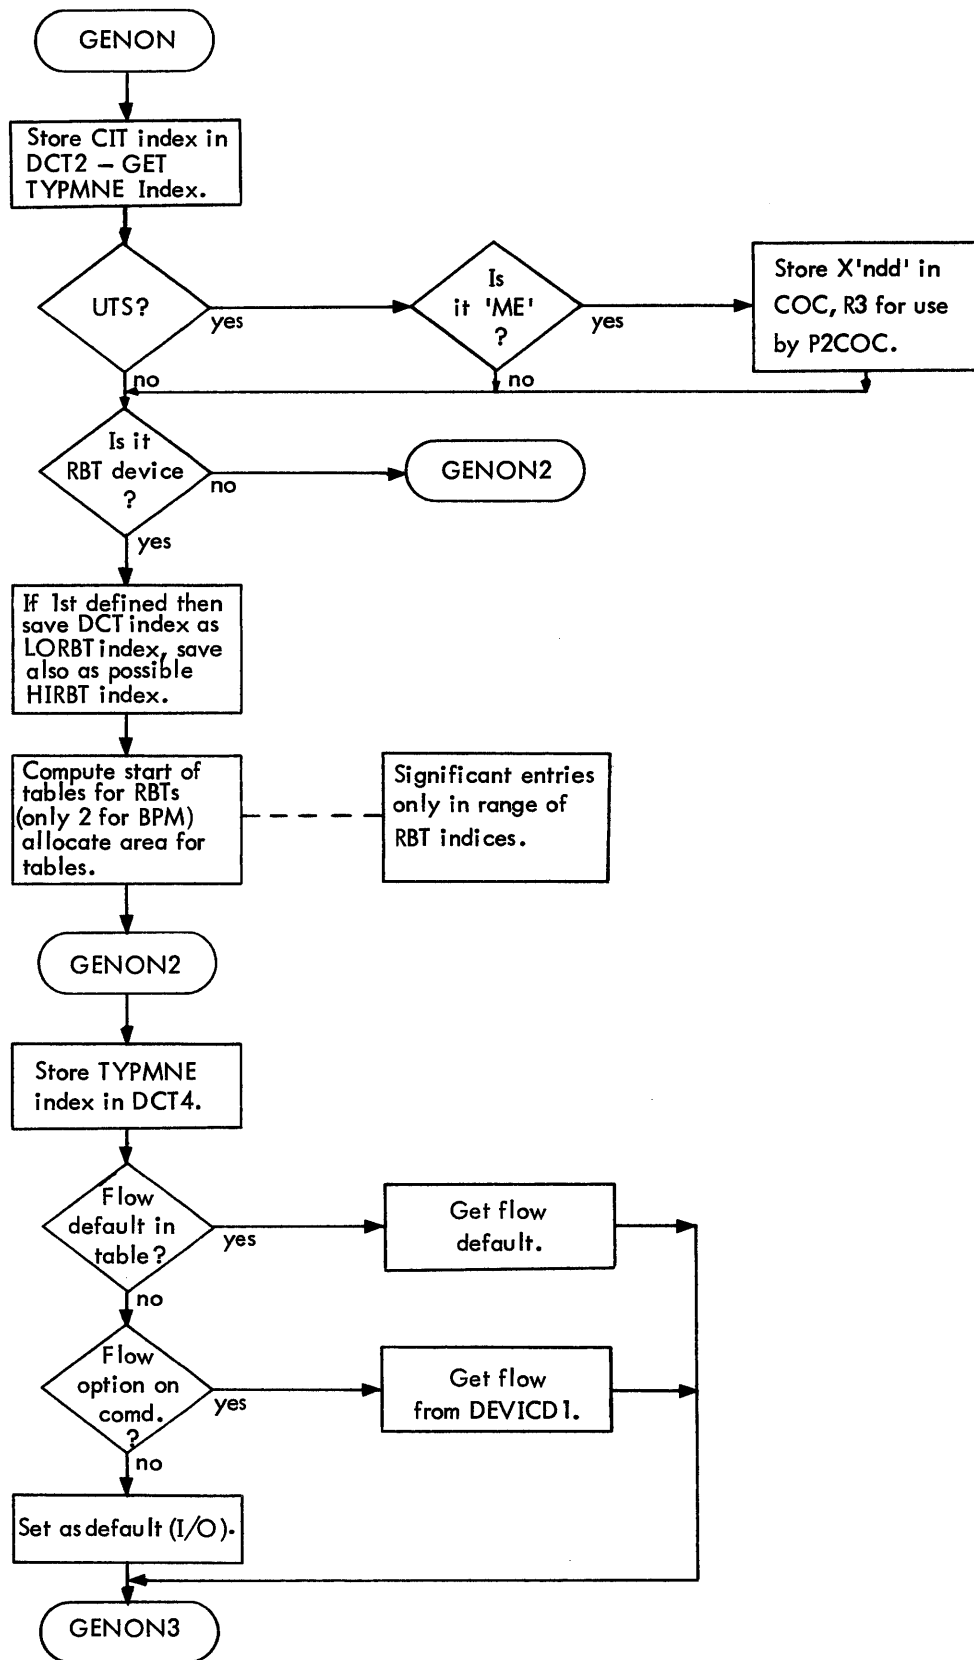 GENON
Store CIT index in
DCT2 – GET
TYPMNE Index.
UTS?
yes
Is
it 'ME'
?
yes
Store X'ndd' in
COC, R3 for use
by P2COC.
no
no
Is it
RBT device
?
no
GENON2
yes
If 1st defined then
save DCT index as
LORBT index, save
also as possible
HIRBT index.
Compute start of
tables for RBTs
(only 2 for BPM)
allocate area for
tables.
Significant entries
only in range of
RBT indices.
GENON2
Store TYPMNE
index in DCT4.
Flow
default in
table?
yes
Get flow
default.
no
Flow
option on
comd.
?
yes
Get flow
from DEVICD1.
no
Set as default (I/O).
GENON3